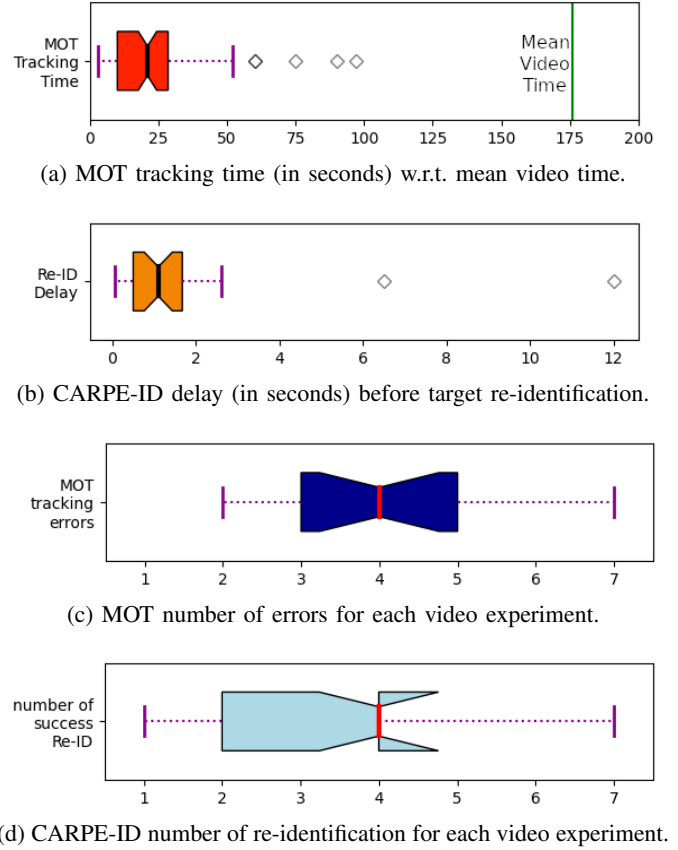 MOT
Tracking
Time
Mean
Video
Time
0 25 50 75 100 125 150 175 200
(a) MOT tracking time (in seconds) w.r.t. mean video time.
Re-ID
Delay
0 2 4 6 8 10 12
(b) CARPE-ID delay (in seconds) before target re-identification.
MOT
tracking
errors
1 2 3 4 5 6 7
(c) MOT number of errors for each video experiment.
number of
success
Re-ID
1 2 3 4 5 6 7
(d) CARPE-ID number of re-identification for each video experiment.